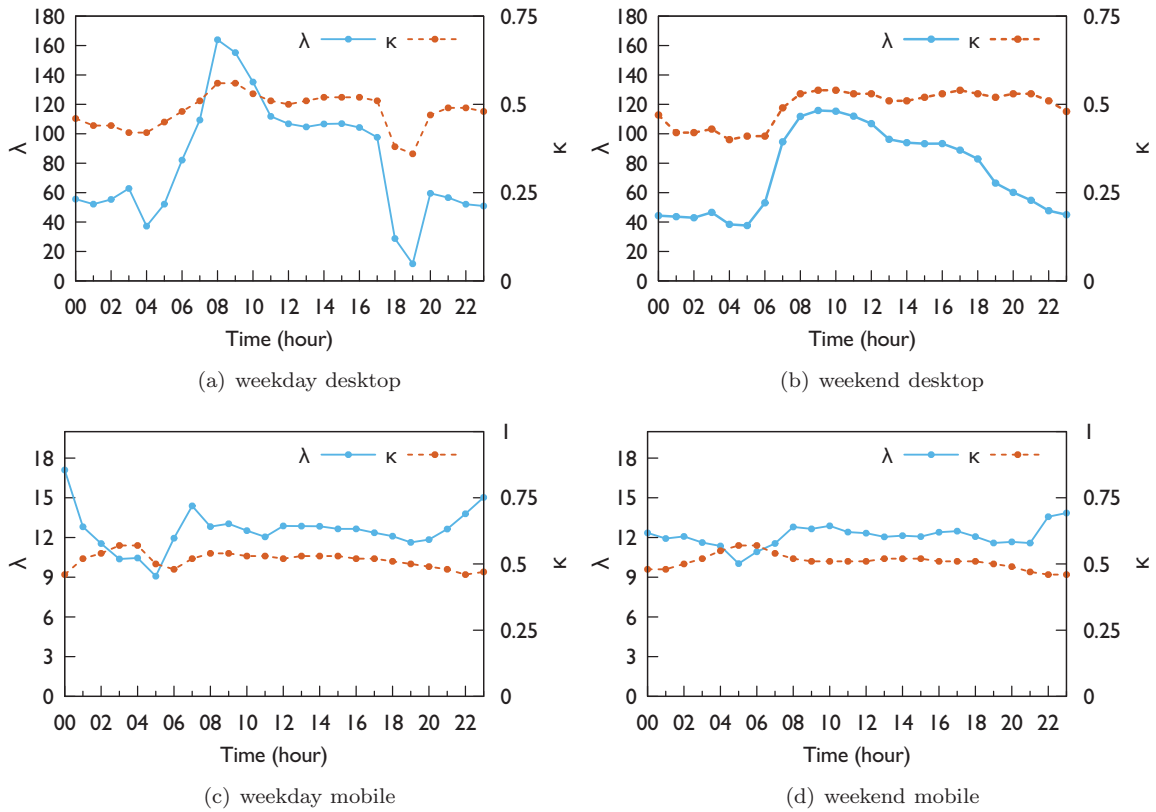 180
160
140
120
100
80
60
40
20
0
λ
0.75
0.5
0.25
0
κ
λ κ
00 02 04 06 08 10 12 14 16 18 20 22
Time (hour)
(a) weekday desktop
180
160
140
120
100
80
60
40
20
0
λ
0.75
0.5
0.25
0
κ
λ κ
00 02 04 06 08 10 12 14 16 18 20 22
Time (hour)
(b) weekend desktop
18
15
12
9
6
3
0
λ
1
0.75
0.5
0.25
0
κ
λ κ
00 02 04 06 08 10 12 14 16 18 20 22
Time (hour)
(c) weekday mobile
18
15
12
9
6
3
0
λ
1
0.75
0.5
0.25
0
κ
λ κ
00 02 04 06 08 10 12 14 16 18 20 22
Time (hour)
(d) weekend mobile